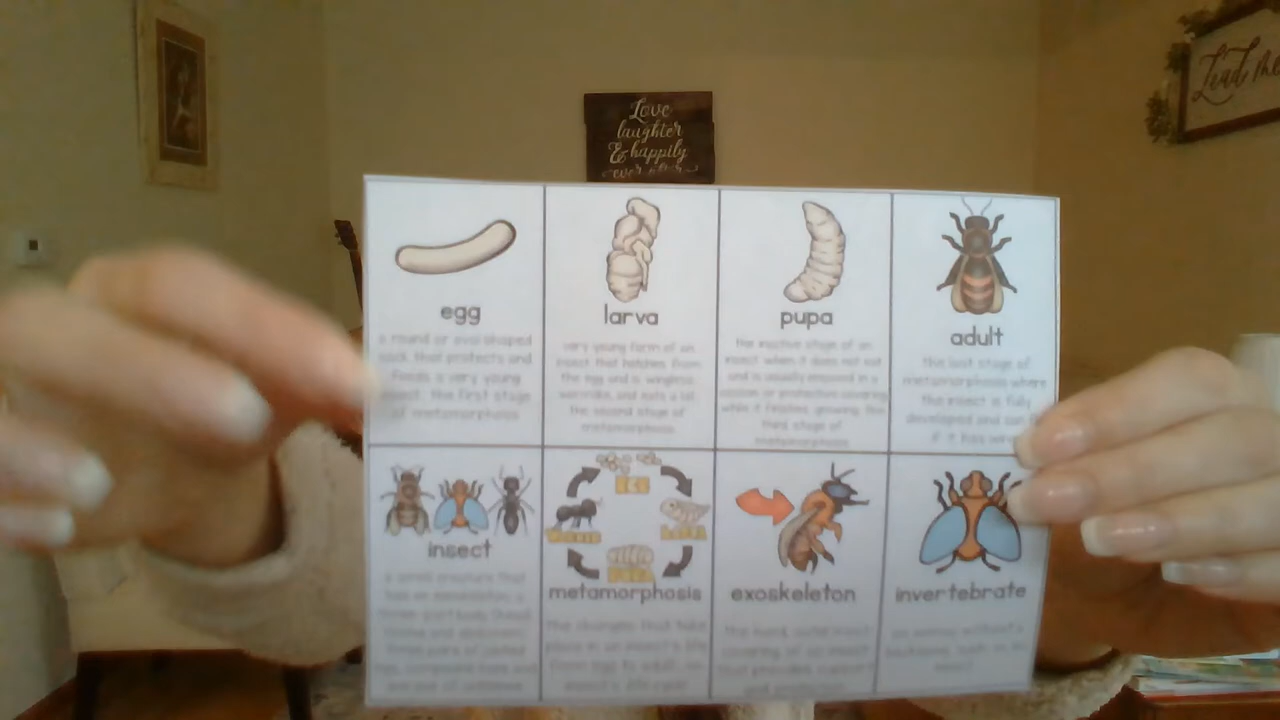 Love
laughter
& happily
ever after
Lead me
egg
a round or oval-shaped
sack that protects and
feeds a very young
insect. the first stage
of metamorphosis
larva
very young form of an
insect that hatches from
the egg and is wingless
wormlike, and eats a lot.
the second stage of
metamorphosis
pupa
the inactive stage of an
insect when it does not eat
and is usually encased in a
cocoon or protective covering
while it finishes growing. the
third stage of
metamorphosis
adult
the last stage of
metamorphosis where
the insect is fully
developed and can
if it has
insect
a small creature that
has an exoskeleton, a
three-part body (head
thorax and abdomen)
three pairs of jointed
legs, compound eyes and
one pair of antennae
EGG
LARVA
PUPA
metamorphosis
the changes that take
place in an insect's life
from egg to adult; an
insect's life cycle
exoskeleton
the hard, outer
covering of an insect
that provides support
and
invertebrate
an animal without a
backbone, such as an
insect